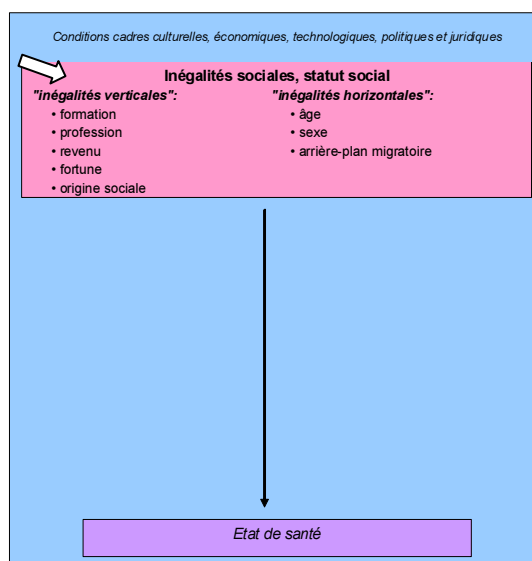 Conditions cadres culturelles, économiques, technologiques, politiques et juridiques
Inégalités sociales, statut social
"inégalités verticales":
• formation
• profession
• revenu
• fortune
• origine sociale
"inégalités horizontales":
• âge
• sexe
• arrière-plan migratoire
Etat de santé